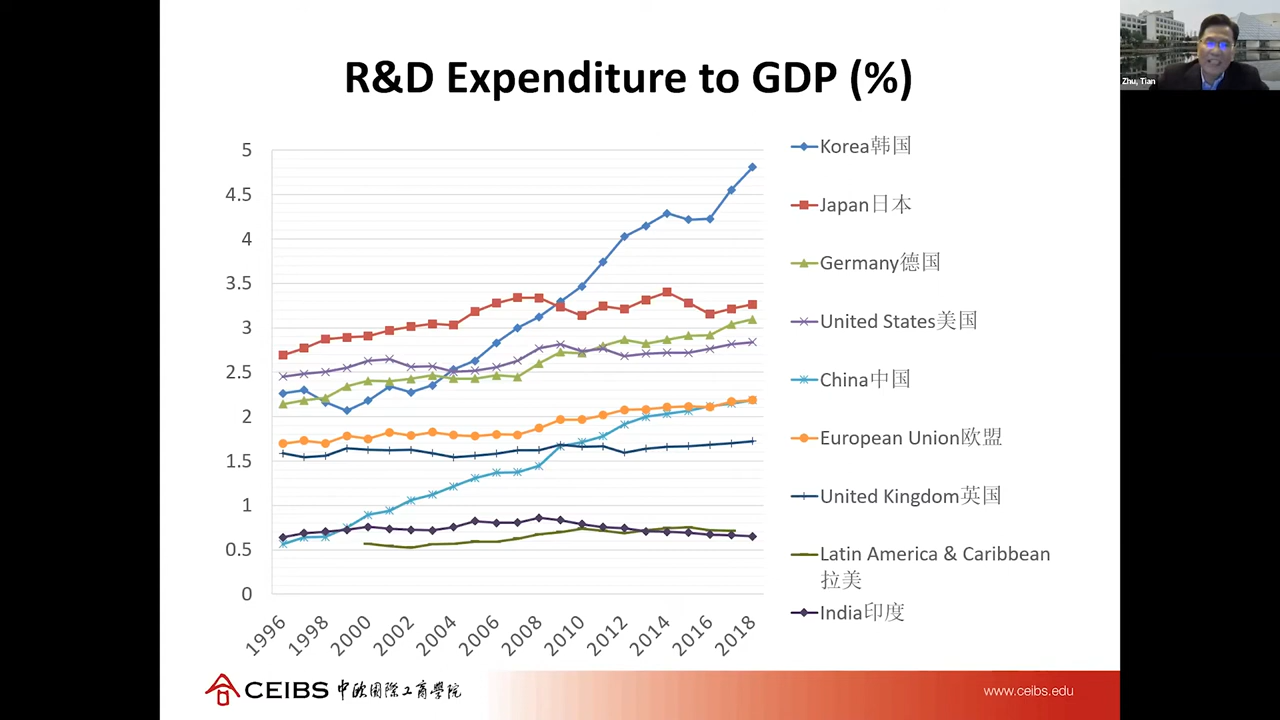 R&D Expenditure to GDP (%)
Zhu, Tian
5
4.5
4
3.5
3
2.5
2
1.5
1
0.5
0
1996
1998
2000
2002
2004
2006
2008
2010
2012
2014
2016
2018
Korea韩国
Japan日本
Germany德国
United States美国
China中国
European Union欧盟
United Kingdom英国
Latin America & Caribbean
拉美
India印度
CEIBS 中欧国際工商學院
www.ceibs.edu